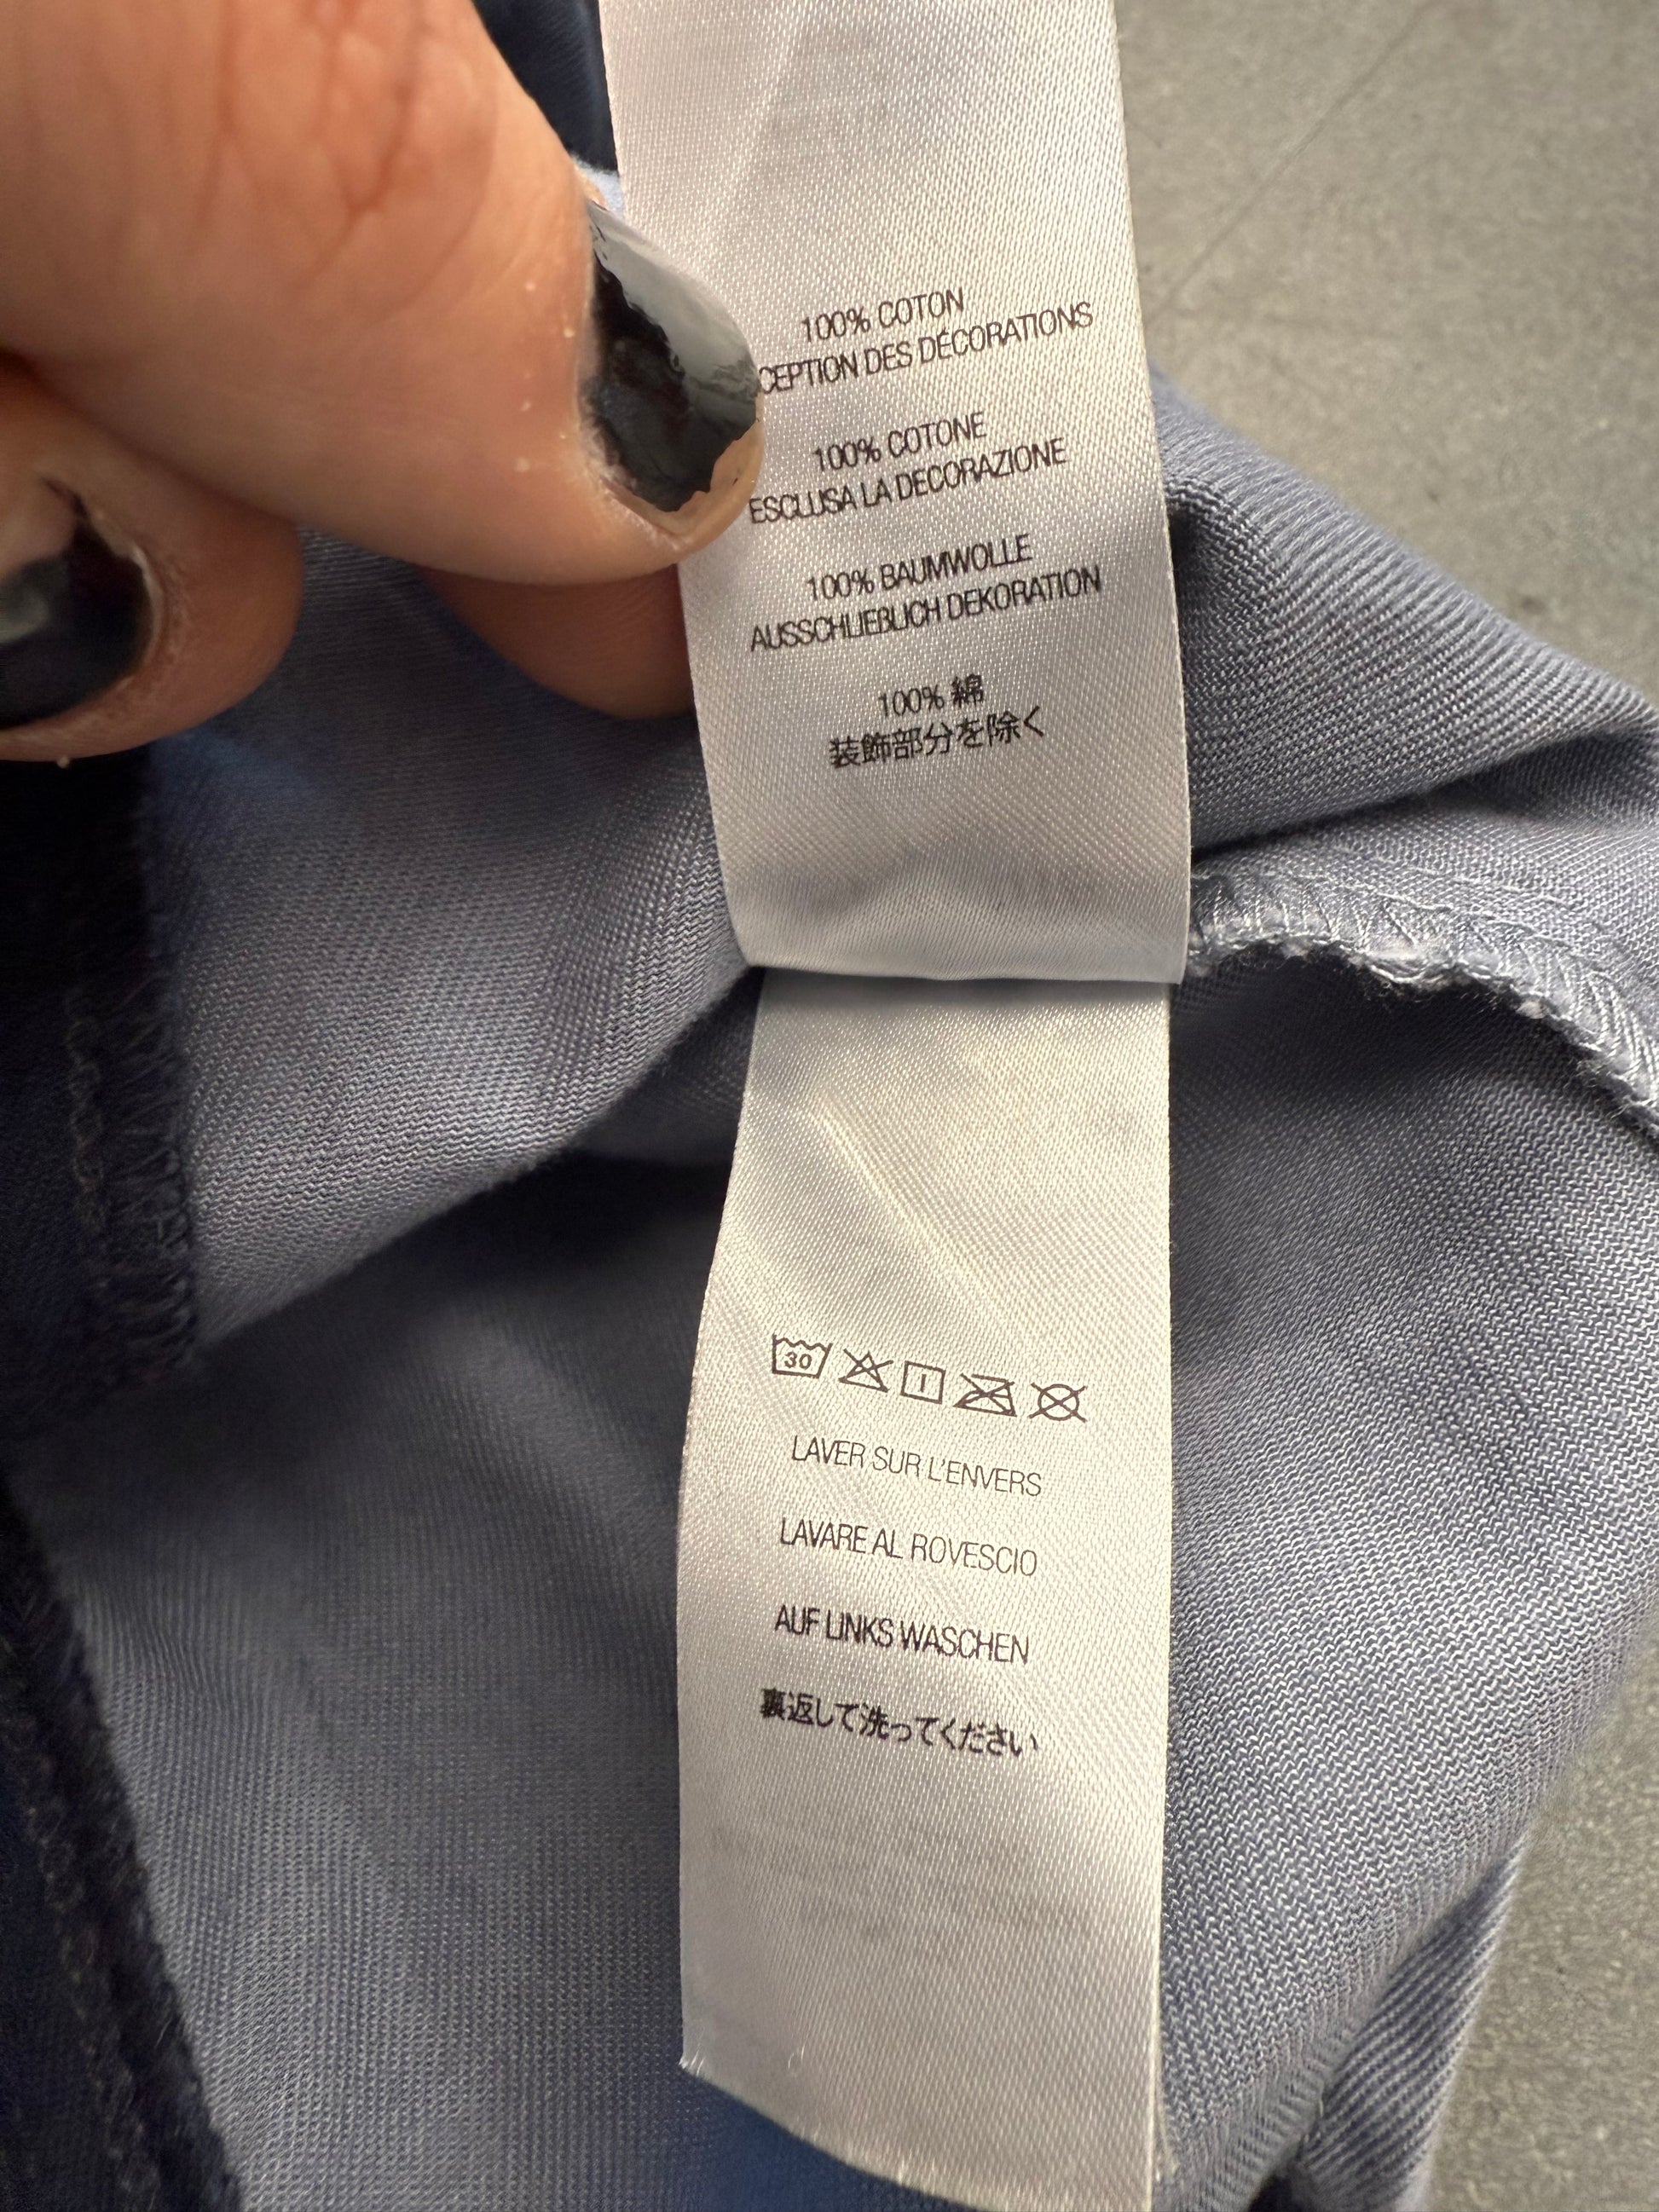 100% COTON
CEPTION DES DÉCORATIONS
100% COTONE
ESCLUSA LA DECORAZIONE
100% BAUMWOLLE
AUSSCHLIEBLICH DEKORATION
100% 綿
装飾部分を除く
30
LAVER SUR L'ENVERS
LAVARE AL ROVESCIO
AUF LINKS WASCHEN
裏返して洗ってください